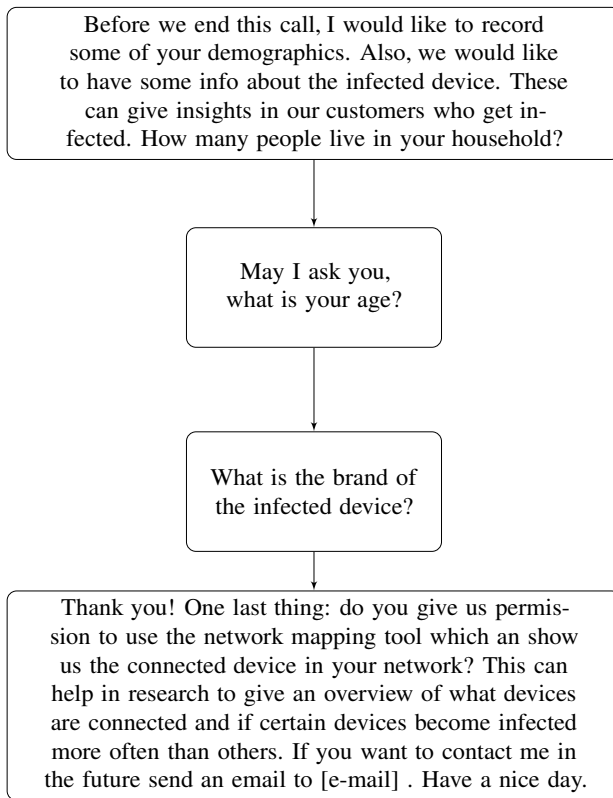 Before we end this call, I would like to record
some of your demographics. Also, we would like
to have some info about the infected device. These
can give insights in our customers who get in-
fected. How many people live in your household?
May I ask you,
what is your age?
What is the brand of
the infected device?
Thank you! One last thing: do you give us permis-
sion to use the network mapping tool which an show
us the connected device in your network? This can
help in research to give an overview of what devices
are connected and if certain devices become infected
more often than others. If you want to contact me in
the future send an email to [e-mail] . Have a nice day.